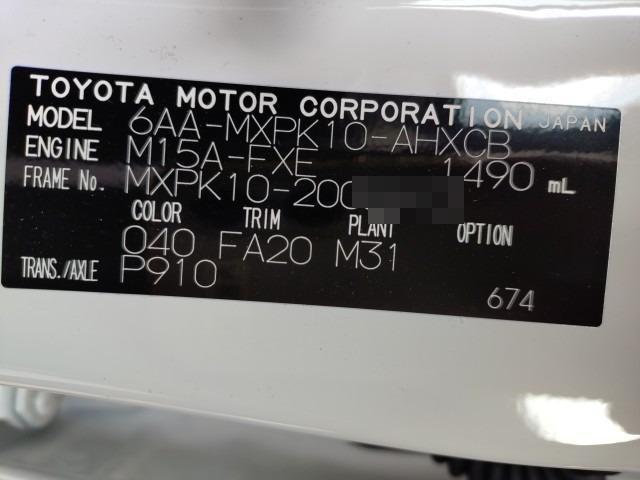 TOYOTA MOTOR CORPORATION JAPAN
MODEL 6AA-MXPK10-AHXCB
ENGINE M15A-FXE 1490 mL
FRAME No. MXPK10-200
COLOR TRIM PLANT OPTION
040 FA20 M31
TRANS./AXLE P910
674